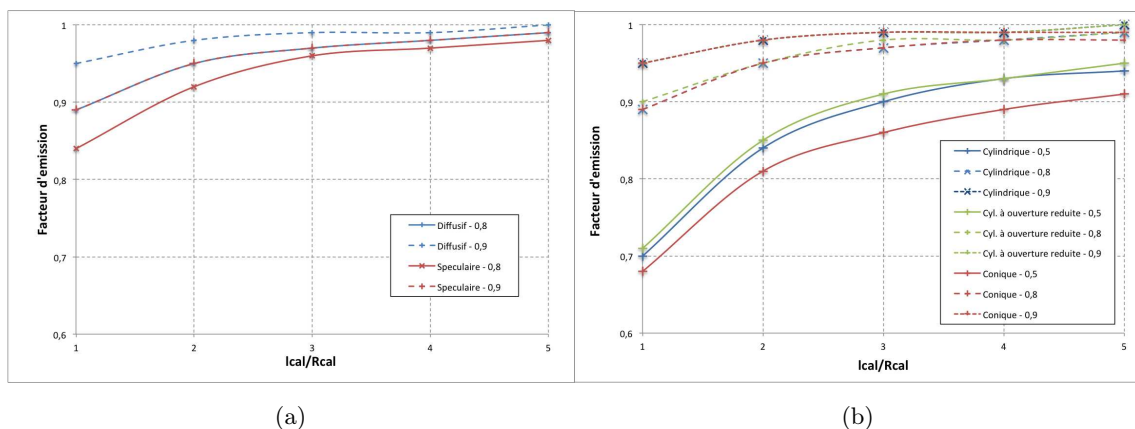 1
0,9
0,8
0,7
0,6
Facteur d'emission
1 2 3 4 5
lcal/Rcal
Diffusif - 0,8
Diffusif - 0,9
Speculaire - 0,8
Speculaire - 0,9
(a)
1
0,9
0,8
0,7
0,6
Facteur d'emission
1 2 3 4 5
lcal/Rcal
Cylindrique - 0,5
Cylindrique - 0,8
Cylindrique - 0,9
Cyl. à ouverture reduite - 0,5
Cyl. à ouverture reduite - 0,8
Cyl. à ouverture reduite - 0,9
Conique - 0,5
Conique - 0,8
Conique - 0,9
(b)